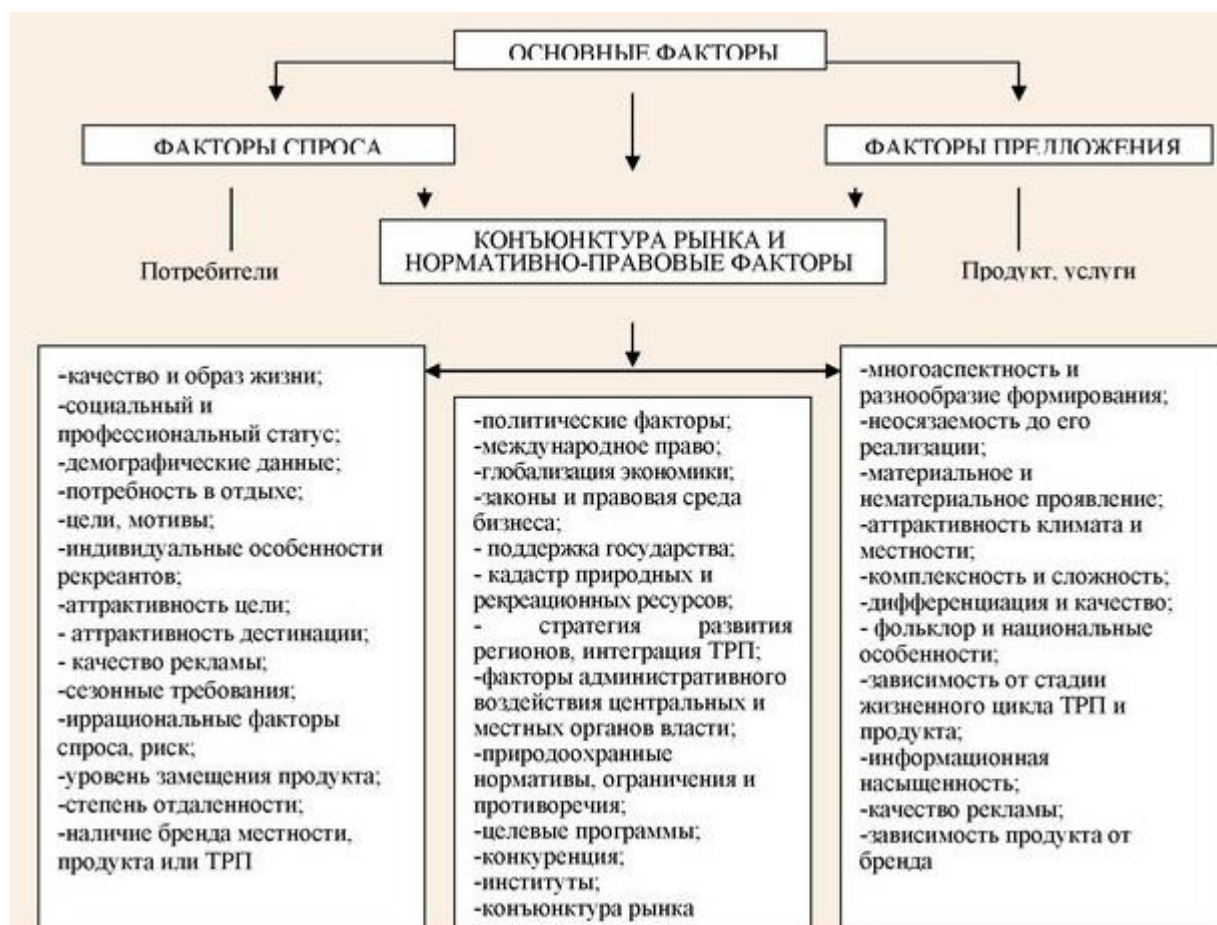 ОСНОВНЫЕ ФАКТОРЫ
ФАКТОРЫ СПРОСА
ФАКТОРЫ ПРЕДЛОЖЕНИЯ
КОНЪЮНКТУРА РЫНКА И
НОРМАТИВНО-ПРАВОВЫЕ ФАКТОРЫ
Потребители
Продукт, услуги
-качество и образ жизни;
-социальный и
профессиональный статус;
-демографические данные;
-потребность в отдыхе;
-цели, мотивы;
-индивидуальные особенности
рекреантов;
-аттрактивность цели;
- аттрактивность дестинации;
- качество рекламы;
-сезонные требования;
-иррациональные факторы
спроса, риск;
-уровень замещения продукта;
-степень отдаленности;
-наличие бренда местности,
продукта или ТРП
-политические факторы;
-международное право;
-глобализация экономики;
-законы и правовая среда
бизнеса;
- поддержка государства;
- кадастр природных и
рекреационных ресурсов;
- стратегия развития
регионов, интеграция ТРП;
-факторы административного
воздействия центральных и
местных органов власти;
-природоохранные
нормативы, ограничения и
противоречия;
-целевые программы;
-конкуренция;
-институты;
-конъюнктура рынка
-многоаспектность и
разнообразие формирования;
-неосязаемость до его
реализации;
-материальное и
нематериальное проявление;
-аттрактивность климата и
местности;
-комплексность и сложность;
-дифференциация и качество;
- фольклор и национальные
особенности;
-зависимость от стадии
жизненного цикла ТРП и
продукта;
-информационная
насыщенность;
-качество рекламы;
-зависимость продукта от
бренда